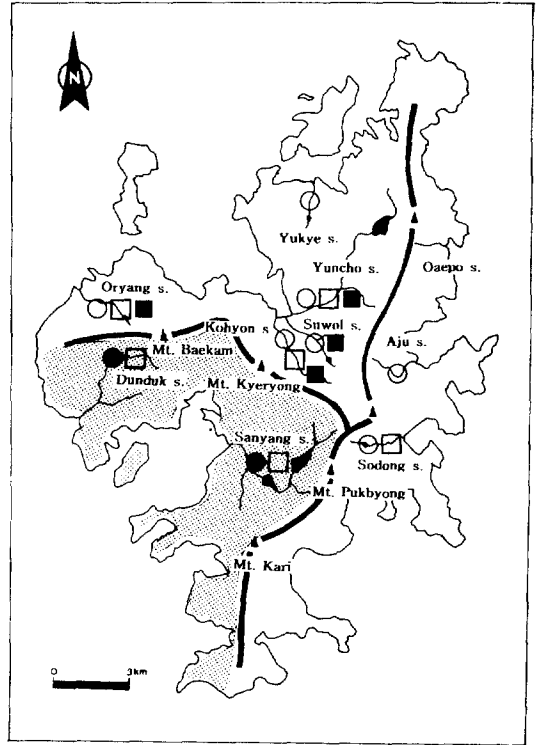 N
Yukye s.
Yuncho s.
Oaepo s.
Oryang s.
Kohyon s
Suwol s.
Aju s.
Mt. Baekam
Dunduk s.
Mt. Kyeryong
Sanyang s.
Sodong s.
Mt. Pukbyong
Mt. Kari
0 3km